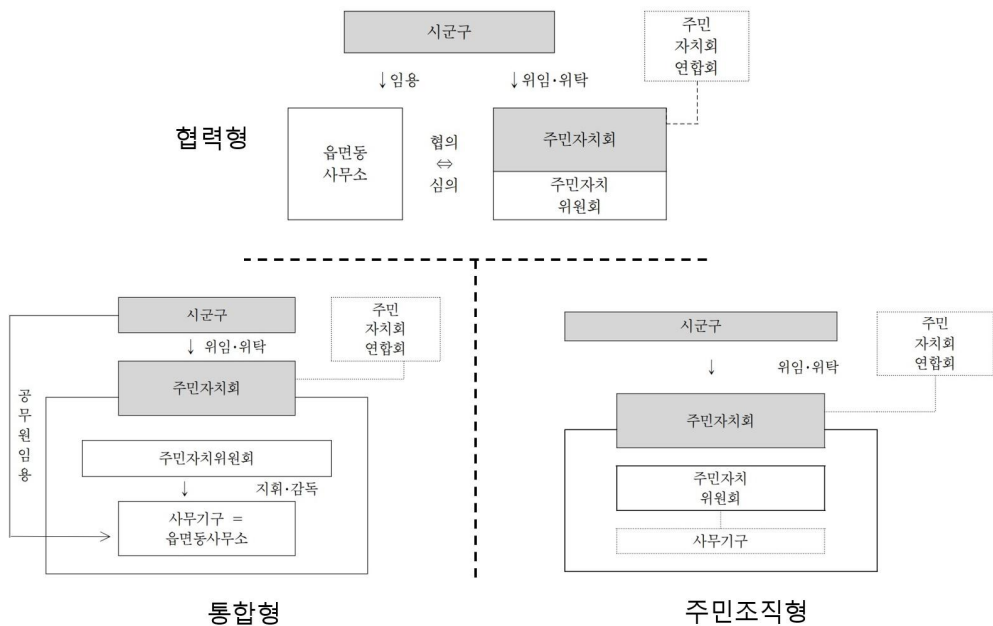 시군구
주민
자치회
연합회
↓임용
↓위임·위탁
협력형
읍면동
사무소
협의
⇔
심의
주민자치회
주민자치
위원회
시군구
주민
자치회
연합회
↓ 위임·위탁
주민자치회
공
무
원
임
용
주민자치위원회
↓ 지휘·감독
사무기구 =
읍면동사무소
통합형
시군구
주민
자치회
연합회
↓ 위임·위탁
주민자치회
주민자치
위원회
사무기구
주민조직형